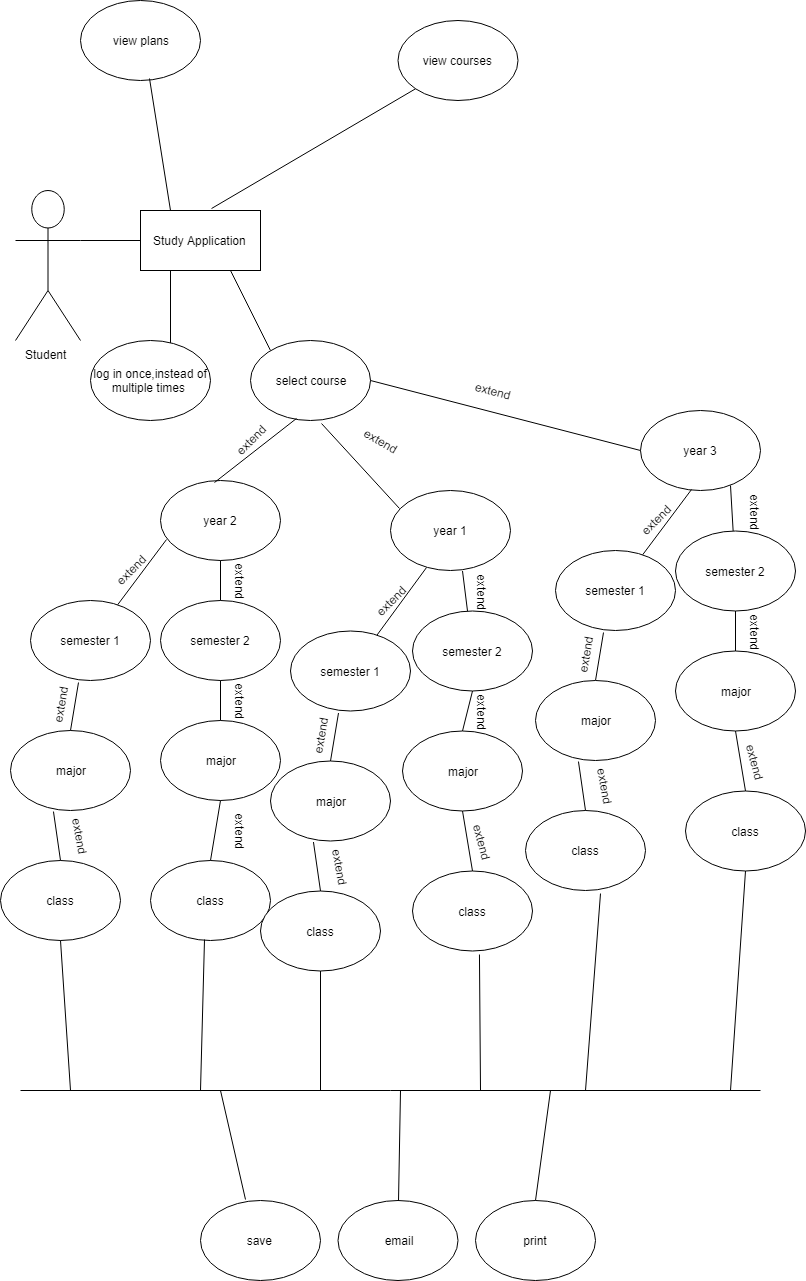 view plans
view courses
Study Application
Student
log in once,instead of
multiple times
select course
extend
extend
extend
year 3
year 2
year 1
extend
extend
extend
extend
extend
extend
semester 1
semester 2
semester 1
semester 2
semester 1
semester 2
extend
extend
extend
extend
extend
extend
major
major
major
major
major
major
extend
extend
extend
extend
extend
extend
class
class
class
class
class
class
save
email
print